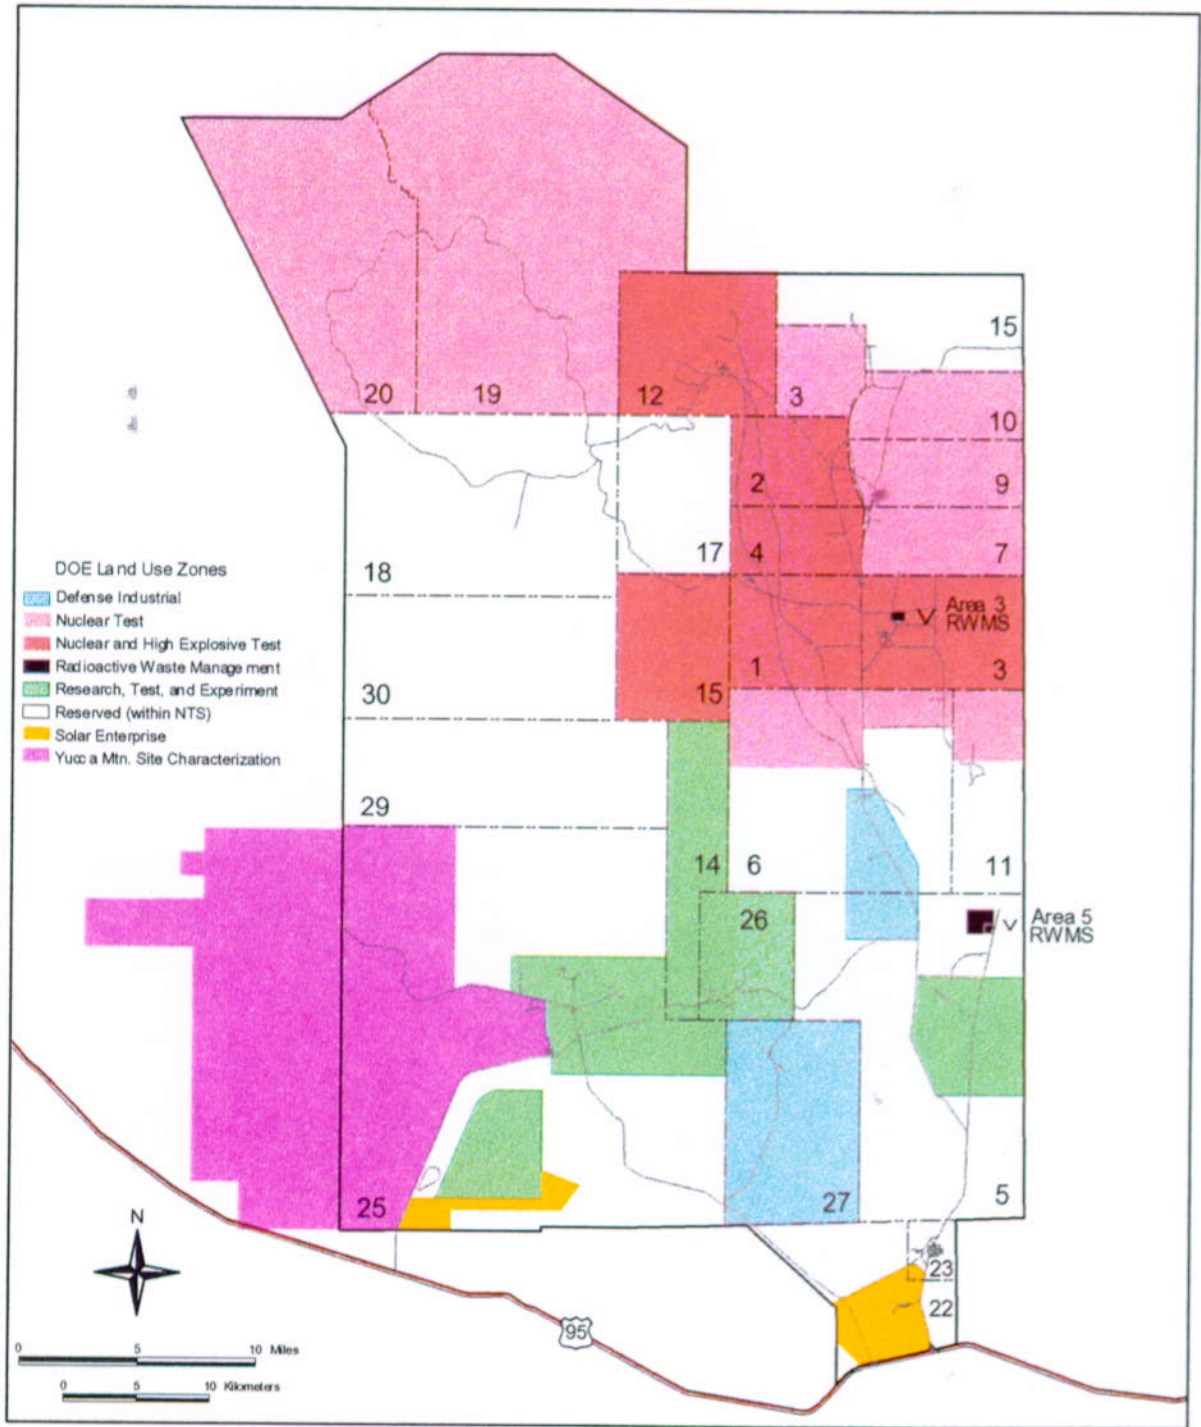 15
20
19
12
3
10
2
9
17
4
7
18
DOE Land Use Zones
Defense Industrial
Nuclear Test
Nuclear and High Explosive Test
Radioactive Waste Management
Research, Test, and Experiment
Reserved (within NTS)
Solar Enterprise
Yucca Mtn. Site Characterization
Area 3
RWMS
1
3
30
15
29
14
6
11
26
Area 5
RWMS
25
27
5
23
22
N
95
0 5 10 Miles
0 5 10 Kilometers